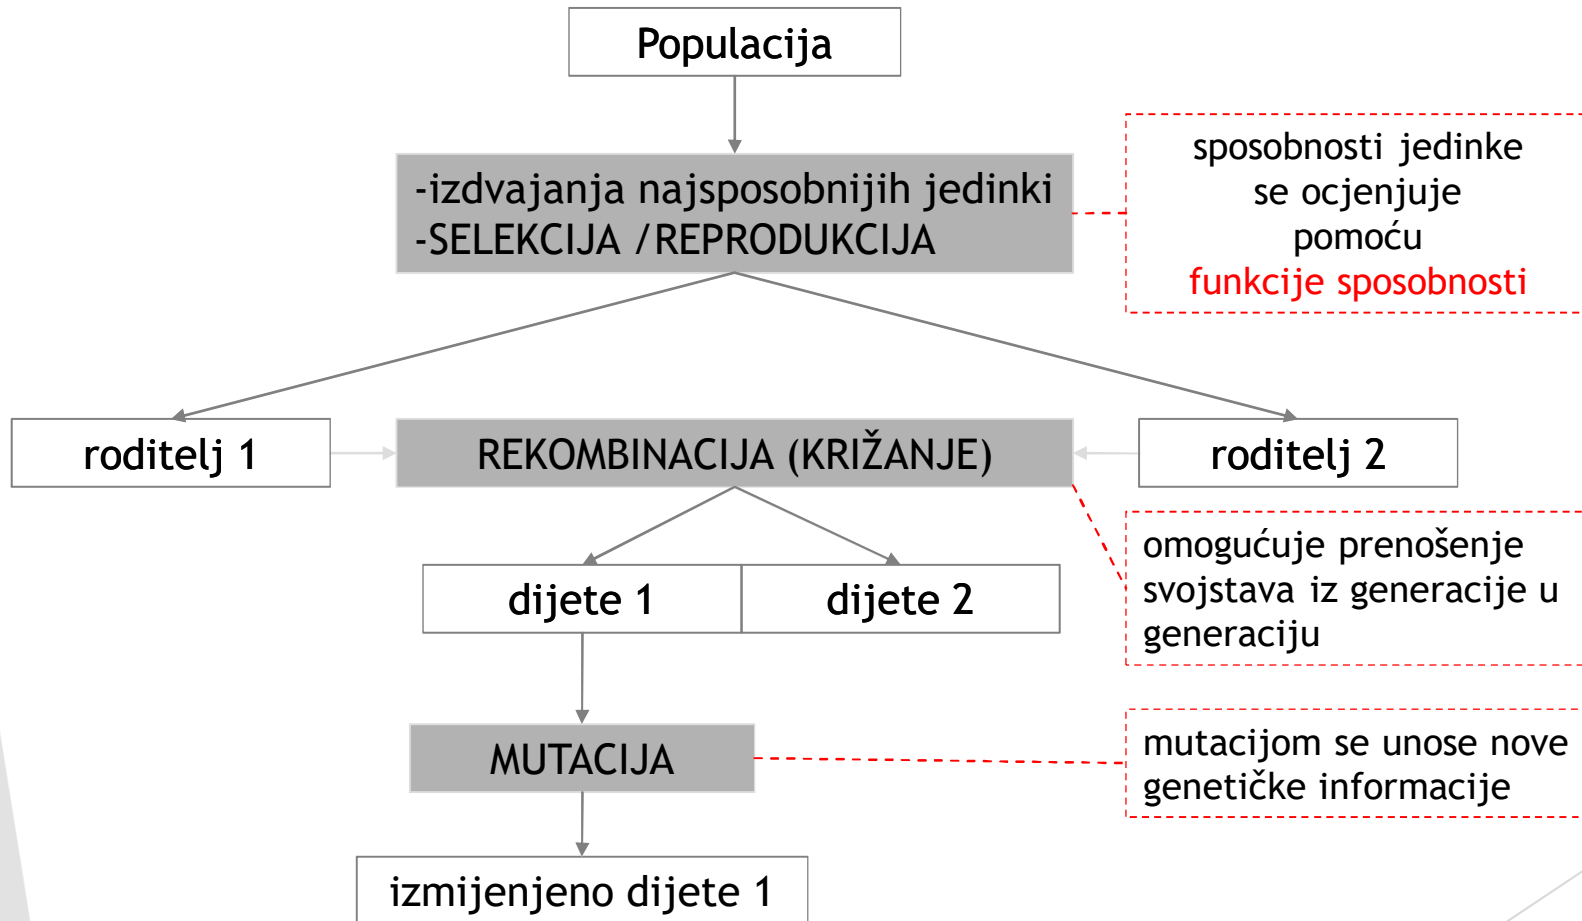 Populacija
-izdvajanja najsposobnijih jedinki
-SELEKCIJA /REPRODUKCIJA
sposobnosti jedinke
se ocjenjuje
pomoću
funkcije sposobnosti
roditelj 1
REKOMBINACIJA (KRIŽANJE)
roditelj 2
dijete 1
dijete 2
omogućuje prenošenje
svojstava iz generacije u
generaciju
MUTACIJA
mutacijom se unose nove
genetičke informacije
izmijenjeno dijete 1